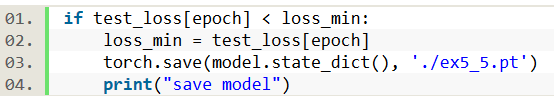 01. if test_loss[epoch] < loss_min:
02.     loss_min = test_loss[epoch]
03.     torch.save(model.state_dict(), './ex5_5.pt')
04.     print("save model")